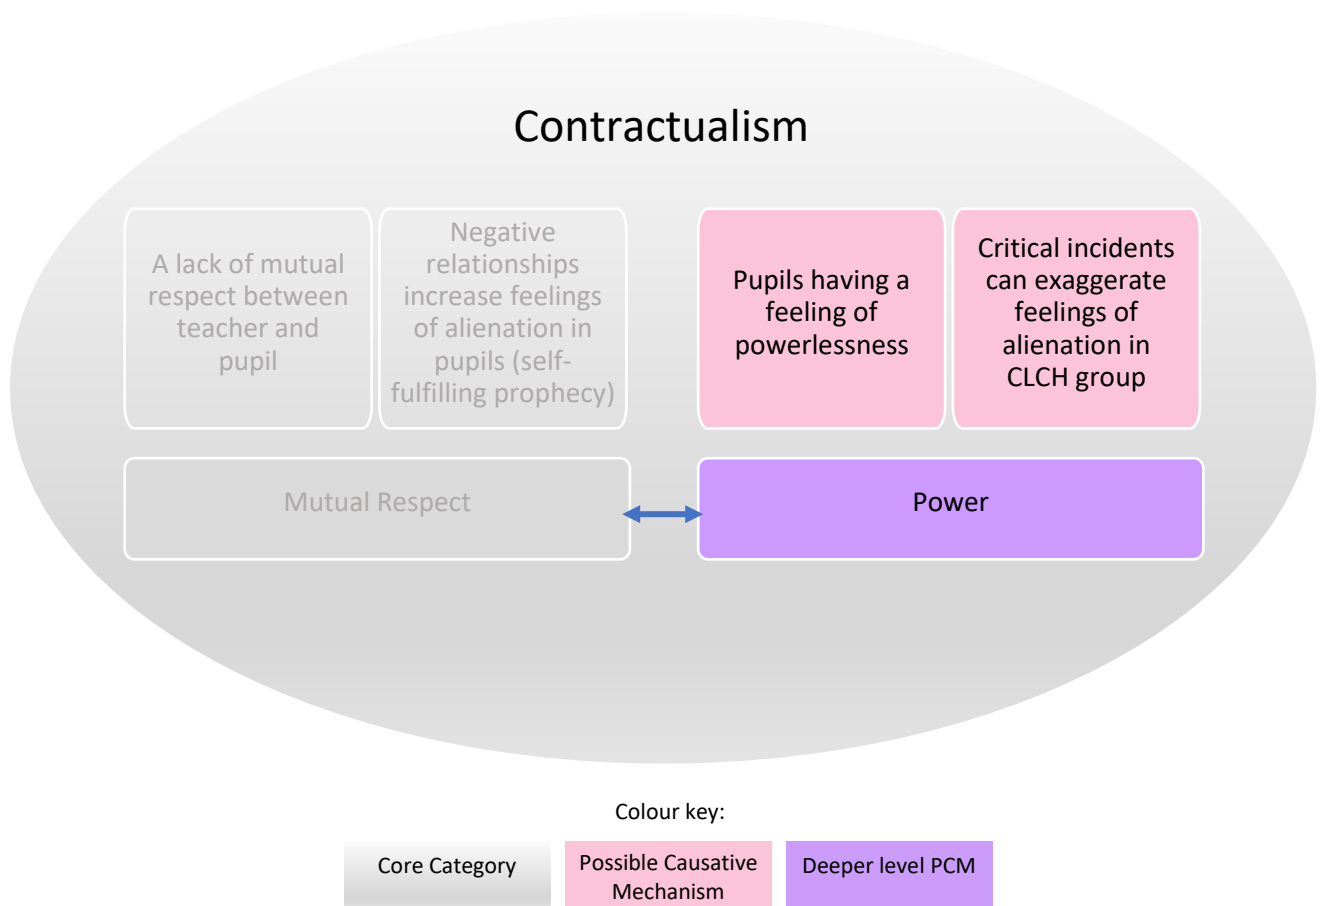 Contractualism
A lack of mutual
respect between
teacher and
pupil
Negative
relationships
increase feelings
of alienation in
pupils (self-
fulfilling prophecy)
Pupils having a
feeling of
powerlessness
Critical incidents
can exaggerate
feelings of
alienation in
CLCH group
Mutual Respect
Power
Colour key:
Core Category
Possible Causative
Mechanism
Deeper level PCM